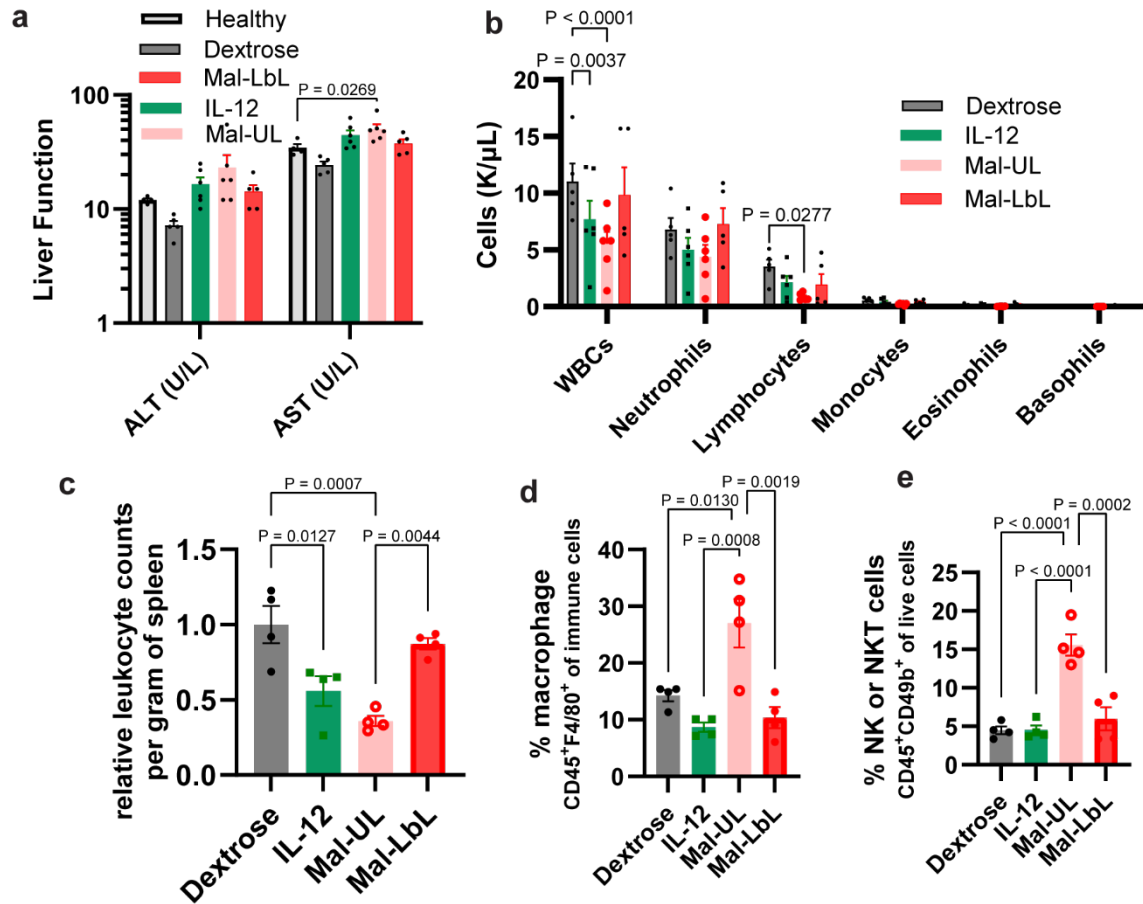 a
Healthy
Dextrose
Mal-LbL
IL-12
Mal-UL
P = 0.0269
100
10
1
Liver Function
ALT (U/L)
AST (U/L)
b
P < 0.0001
P = 0.0037
P = 0.0277
Dextrose
IL-12
Mal-UL
Mal-LbL
20
15
10
5
0
Cells (K/μL)
WBCs
Neutrophils
Lymphocytes
Monocytes
Eosinophils
Basophils
c
P = 0.0007
P = 0.0127
P = 0.0044
1.5
1.0
0.5
0.0
relative leukocyte counts
per gram of spleen
Dextrose
IL-12
Mal-UL
Mal-LbL
d
P = 0.0019
P = 0.0130
P = 0.0008
40
30
20
10
0
% macrophage
CD45⁺F4/80⁺ of immune cells
Dextrose
IL-12
Mal-UL
Mal-LbL
e
P = 0.0002
P < 0.0001
P < 0.0001
25
20
15
10
5
0
% NK or NKT cells
CD45⁺CD49b⁺ of live cells
Dextrose
IL-12
Mal-UL
Mal-LbL